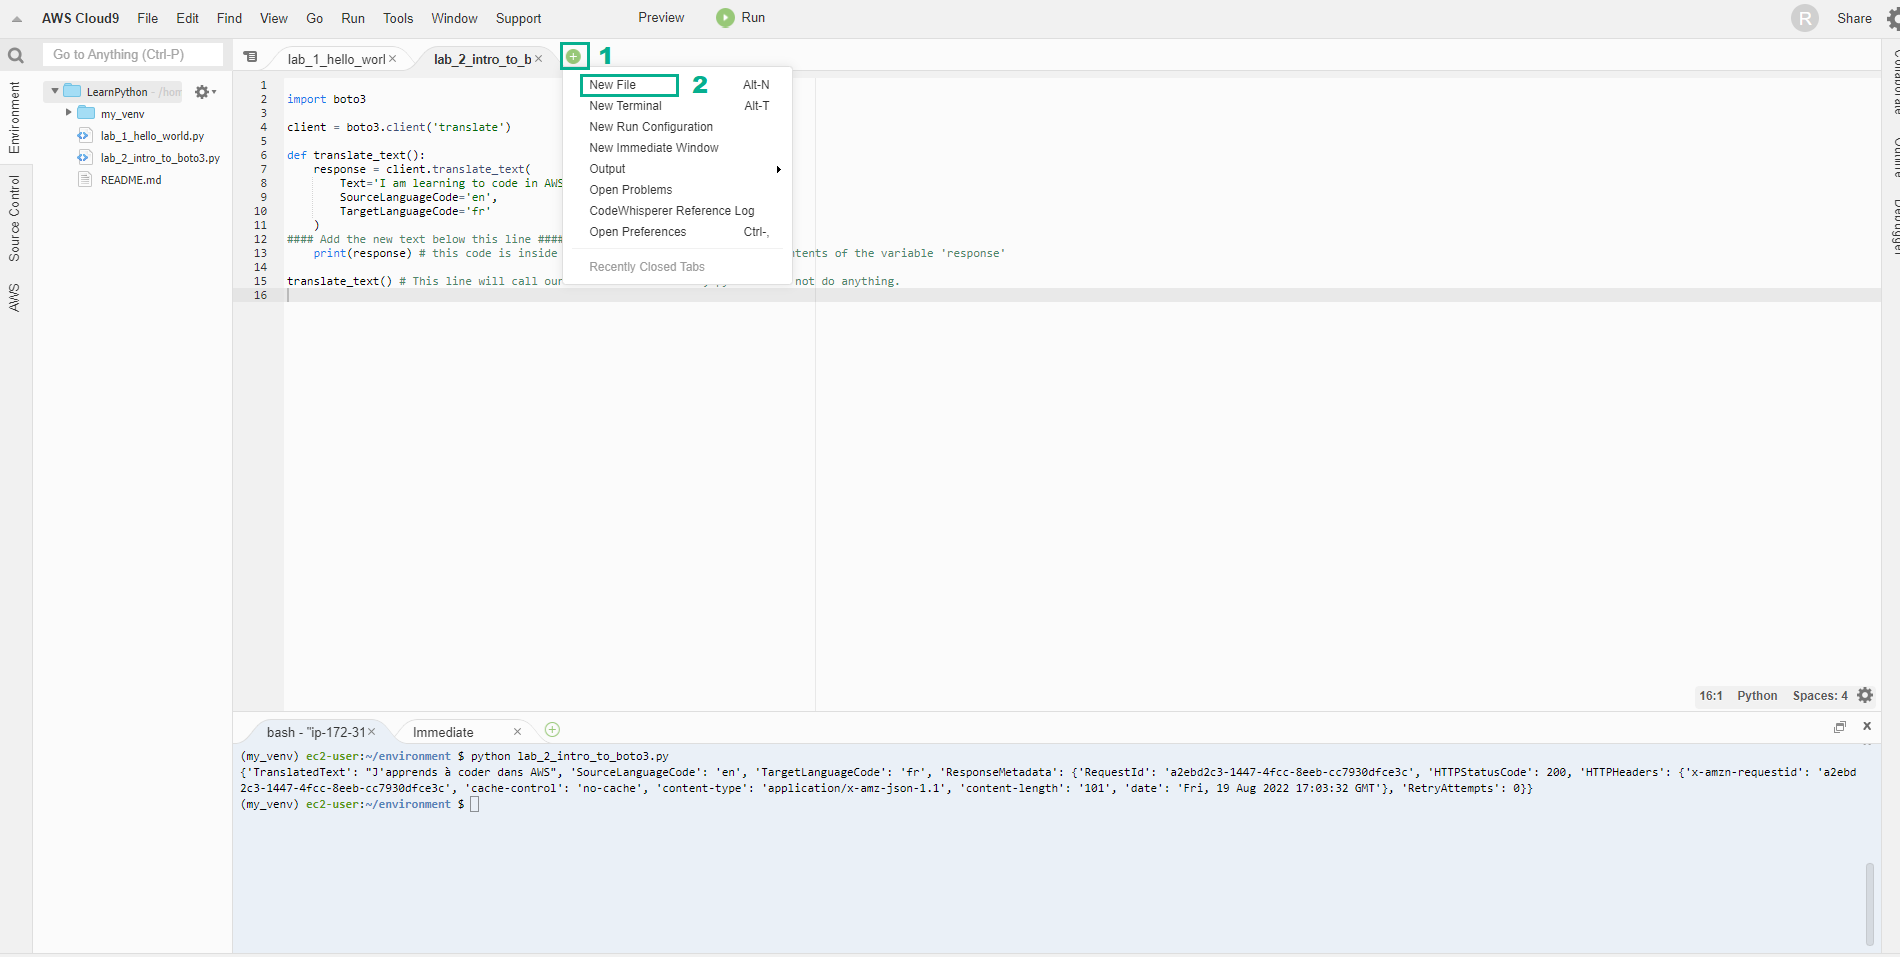 AWS Cloud9 File Edit Find View Go Run Tools Window Support Preview Run R Share
Go to Anything (Ctrl-P)
Environment
Source Control
AWS
LearnPython - /hom
my_venv
lab_1_hello_world.py
lab_2_intro_to_boto3.py
README.md
lab_1_hello_worl × lab_2_intro_to_b × 1
New File Alt-N 2
New Terminal Alt-T
New Run Configuration
New Immediate Window
Output
Open Problems
CodeWhisperer Reference Log
Open Preferences Ctrl-,
Recently Closed Tabs
1
2 import boto3
3
4 client = boto3.client('translate')
5
6 def translate_text():
7 response = client.translate_text(
8 Text='I am learning to code in AWS
9 SourceLanguageCode='en',
10 TargetLanguageCode='fr'
11 )
12 #### Add the new text below this line ####
13 print(response) # this code is inside tents of the variable 'response'
14
15 translate_text() # This line will call our not do anything.
16
Collaborate
Outline
Debugger
16:1 Python Spaces: 4
bash - "ip-172-31 × Immediate ×
(my_venv) ec2-user:~/environment $ python lab_2_intro_to_boto3.py
{'TranslatedText': "J'apprends à coder dans AWS", 'SourceLanguageCode': 'en', 'TargetLanguageCode': 'fr', 'ResponseMetadata': {'RequestId': 'a2ebd2c3-1447-4fcc-8eeb-cc7930dfce3c', 'HTTPStatusCode': 200, 'HTTPHeaders': {'x-amzn-requestid': 'a2ebd
2c3-1447-4fcc-8eeb-cc7930dfce3c', 'cache-control': 'no-cache', 'content-type': 'application/x-amz-json-1.1', 'content-length': '101', 'date': 'Fri, 19 Aug 2022 17:03:32 GMT'}, 'RetryAttempts': 0}}
(my_venv) ec2-user:~/environment $